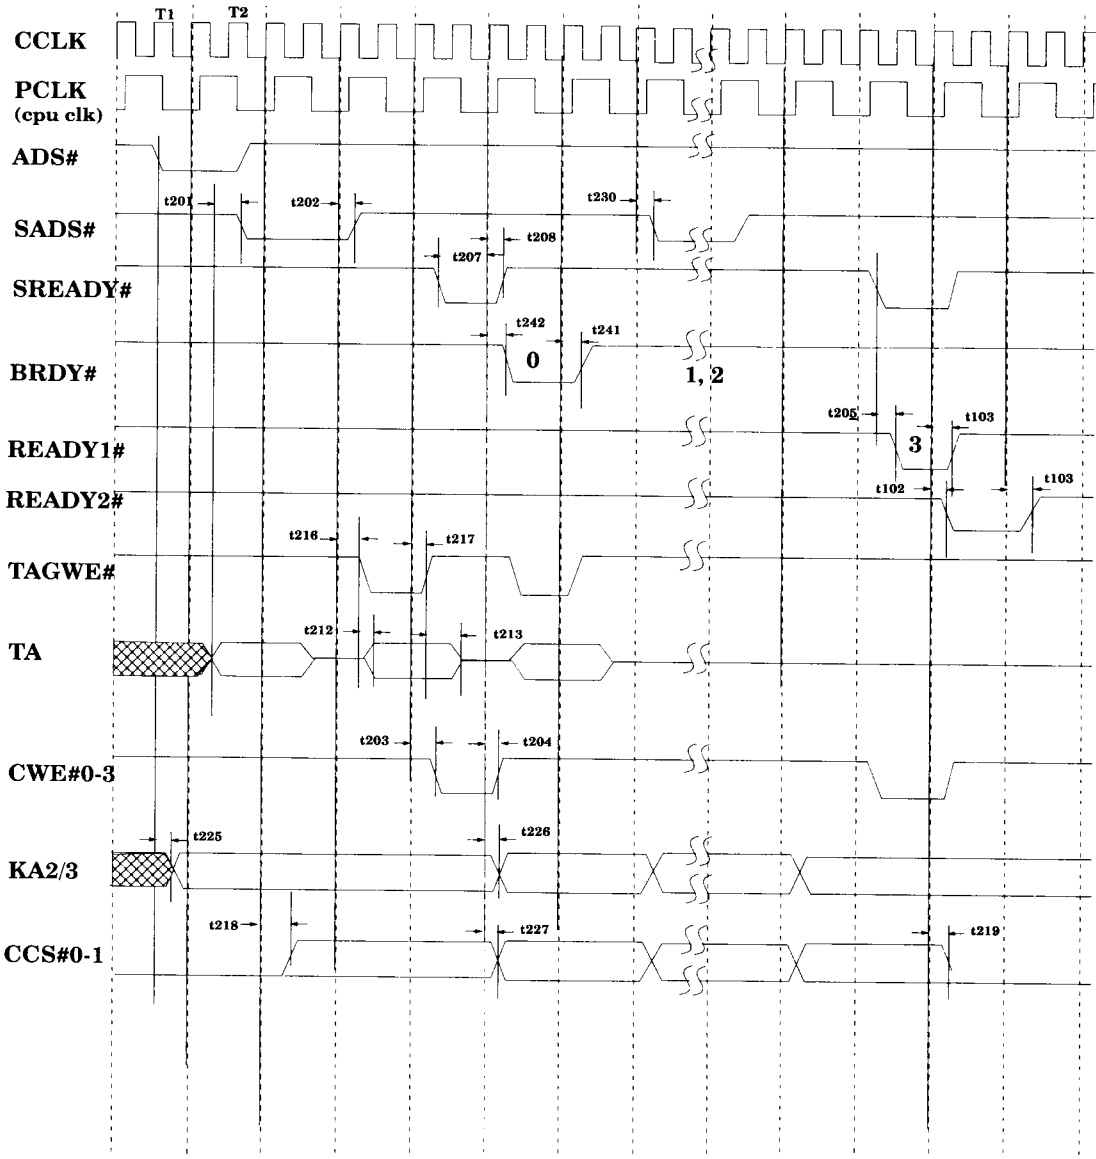 T1 T2
CCLK
PCLK
(cpu clk)
ADS#
t201 t202 t230
SADS#
t208
t207
SREADY#
t242 t241
0
BRDY# 1, 2
t205 t103
READY1# 3
t102 t103
READY2#
t216 t217
TAGWE#
t212 t213
TA
t203 t204
CWE#0-3
t225 t226
KA2/3
t218 t227 t219
CCS#0-1